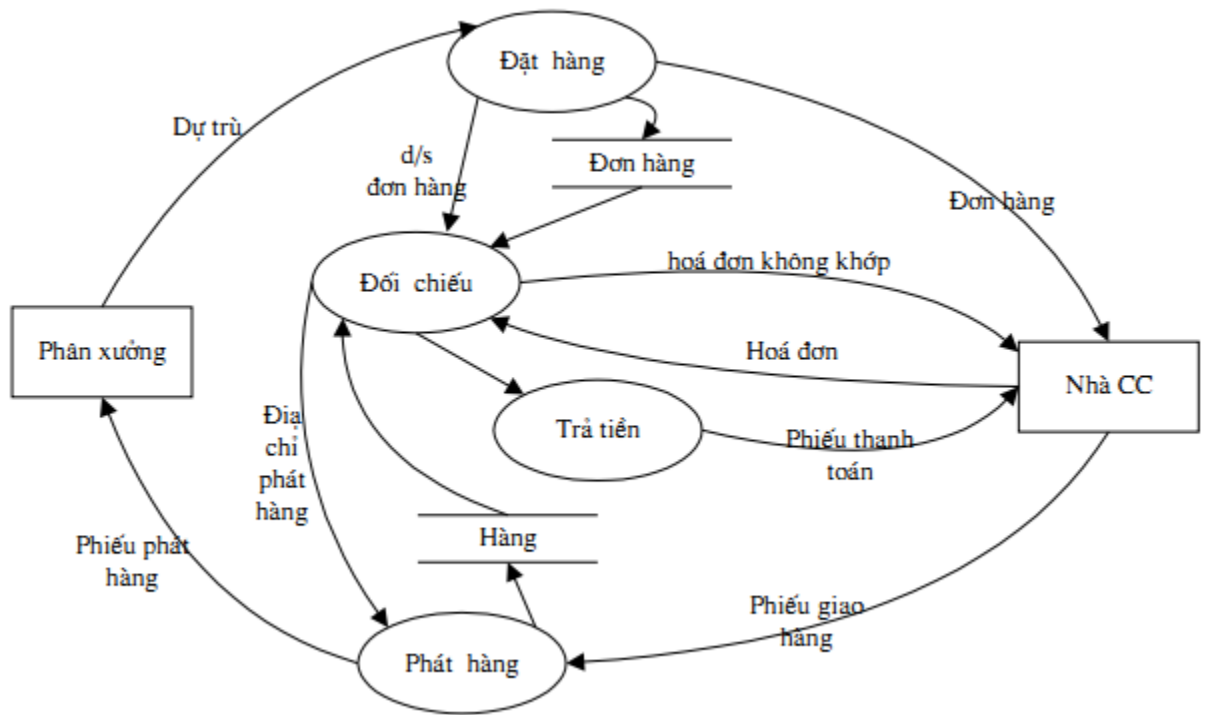 Đặt hàng
Dự trù
d/s
đơn hàng
Đơn hàng
Đơn hàng
hoá đơn không khớp
Đối chiếu
Phân xưởng
Hoá đơn
Nhà CC
Trả tiền
Phiếu thanh
toán
Điạ
chỉ
phát
hàng
Hàng
Phiếu phát
hàng
Phiếu giao
hàng
Phát hàng